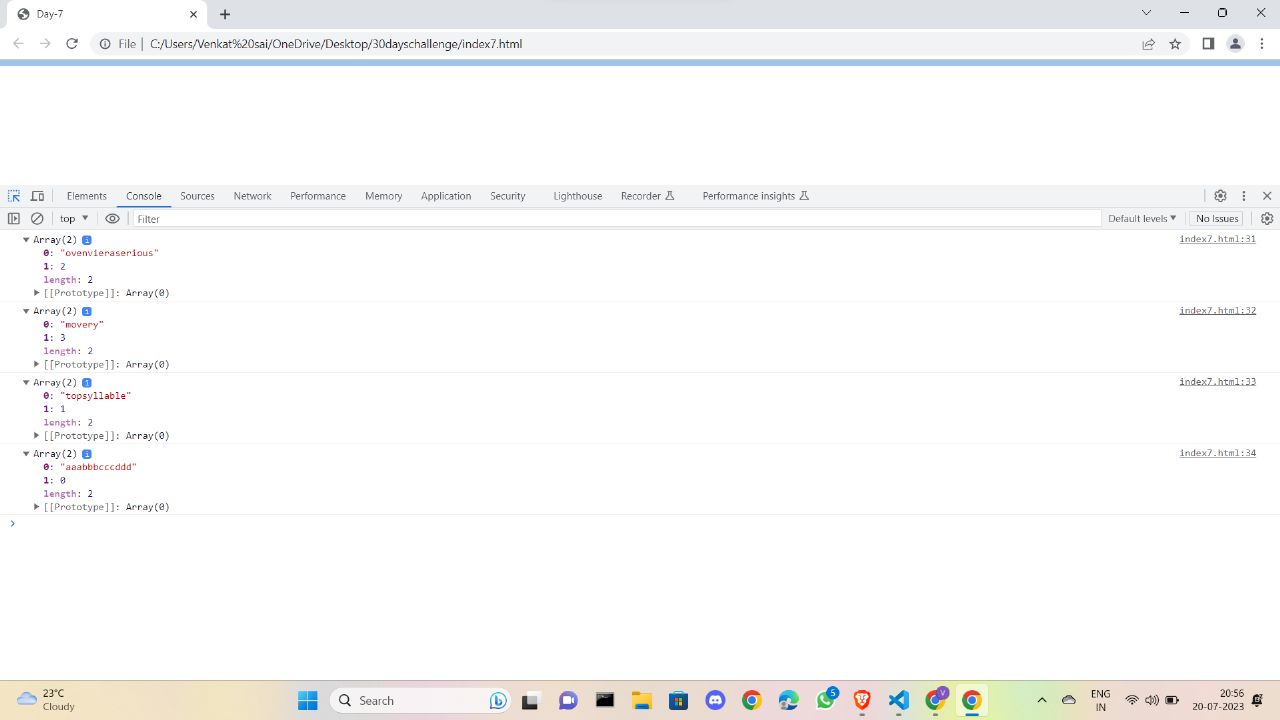 Day-7
File
C:/Users/Venkat%20sai/OneDrive/Desktop/30dayschallenge/index7.html
Elements Console Sources Network Performance Memory Application Security Lighthouse Recorder Performance insights
top Filter Default levels No Issues
Array(2) i index7.html:31
0: "ovenvieraserious"
1: 2
length: 2
[[Prototype]]: Array(0)
Array(2) i index7.html:32
0: "movery"
1: 3
length: 2
[[Prototype]]: Array(0)
Array(2) i index7.html:33
0: "topsyllable"
1: 1
length: 2
[[Prototype]]: Array(0)
Array(2) i index7.html:34
0: "aaabbbcccddd"
1: 0
length: 2
[[Prototype]]: Array(0)
23°C
Cloudy
Search
5
V
ENG
IN
20:56
20-07-2023